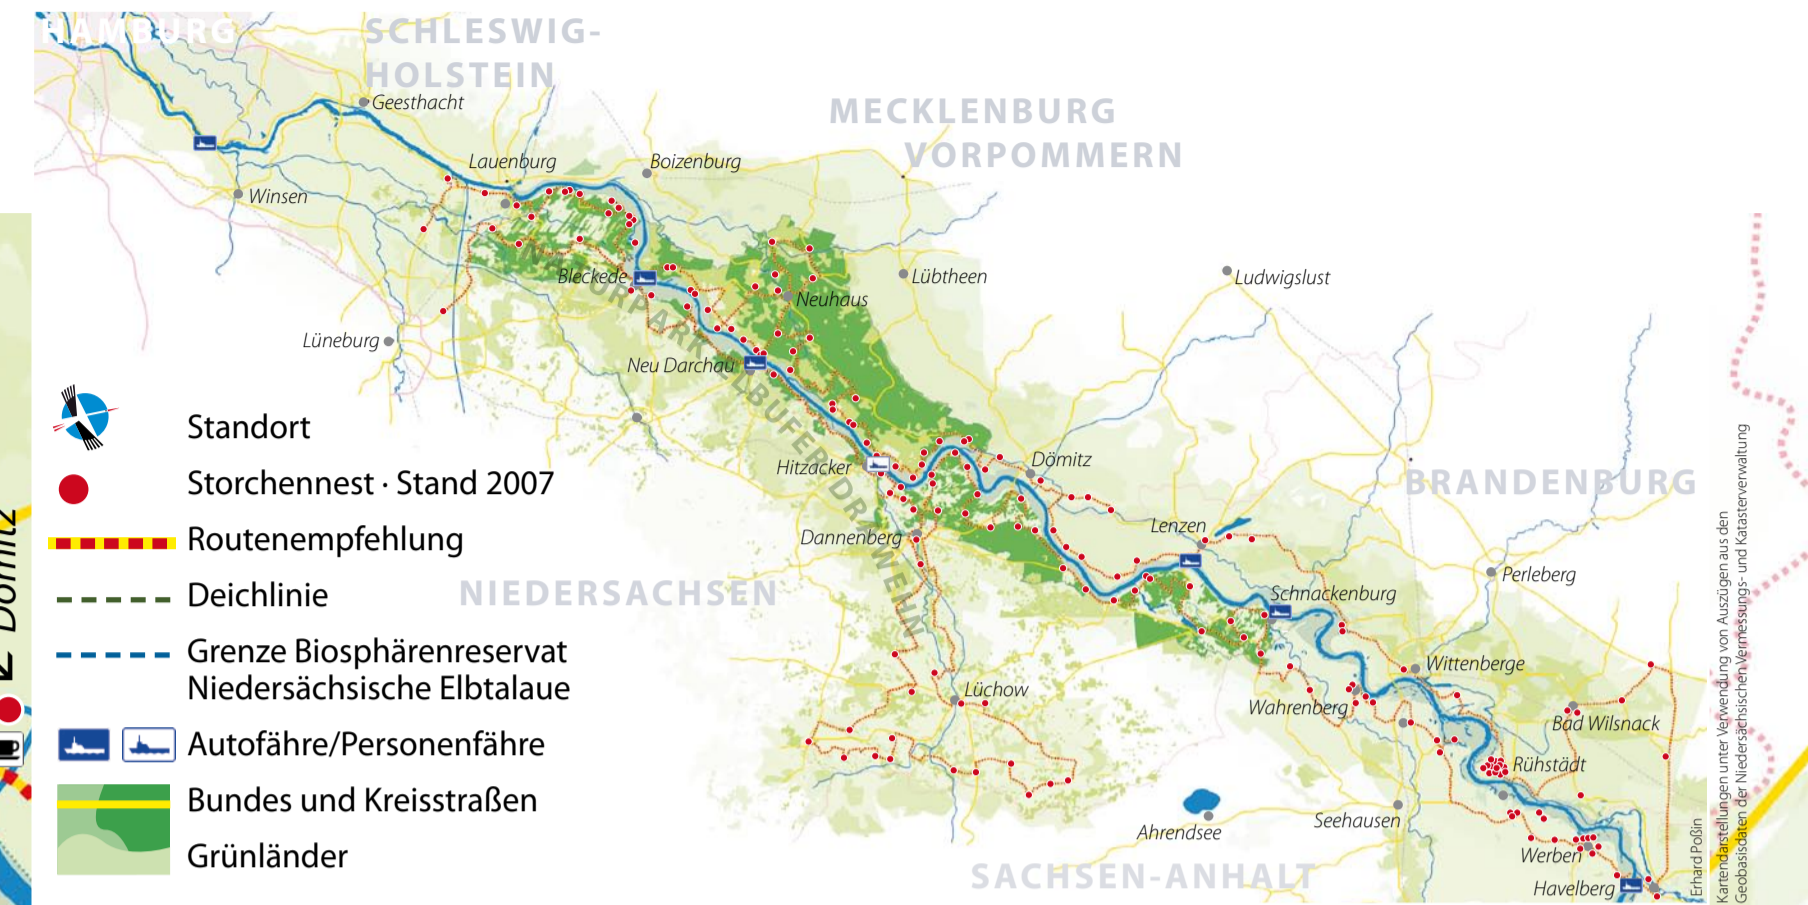 HAMBURG
SCHLESWIG-
HOLSTEIN
Geesthacht
MECKLENBURG
VORPOMMERN
Lauenburg
Boizenburg
Winsen
Bleckede
Neuhaus
Lübtheen
Ludwigslust
Lüneburg
Neu Darchau
NATURPARK ELBUFER-DRAWEHN
Hitzacker
Dömitz
BRANDENBURG
Dannenberg
Lenzen
Perleberg
NIEDERSACHSEN
Schnackenburg
Wittenberge
Lüchow
Wahrenberg
Bad Wilsnack
Rühstädt
Ahrendsee
Seehausen
Werben
SACHSEN-ANHALT
Havelberg
Standort
Storchennest · Stand 2007
Routenempfehlung
Deichlinie
Grenze Biosphärenreservat
Niedersächsische Elbtalaue
Autofähre/Personenfähre
Bundes und Kreisstraßen
Grünländer
Dömitz
Erhard Poßin
Kartendarstellungen unter Verwendung von Auszügen aus den
Geobasisdaten der Niedersächsischen Vermessungs- und Katasterverwaltung